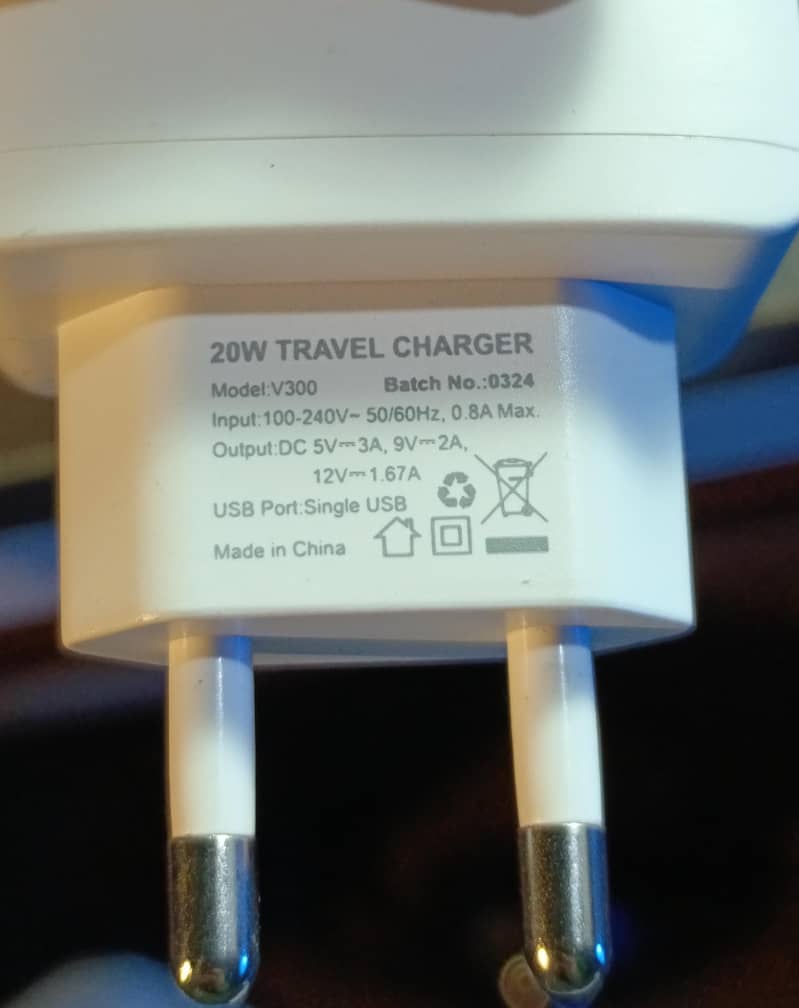 20W TRAVEL CHARGER
Model:V300 Batch No.:0324
Input:100-240V~ 50/60Hz, 0.8A Max.
Output:DC 5V⎓3A, 9V⎓2A,
12V⎓1.67A
USB Port:Single USB
Made in China